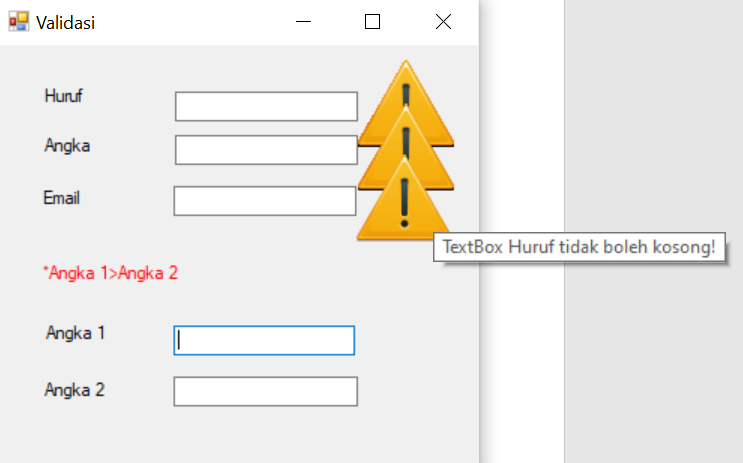 Validasi
Huruf
Angka
Email
TextBox Huruf tidak boleh kosong!
*Angka 1>Angka 2
Angka 1
Angka 2